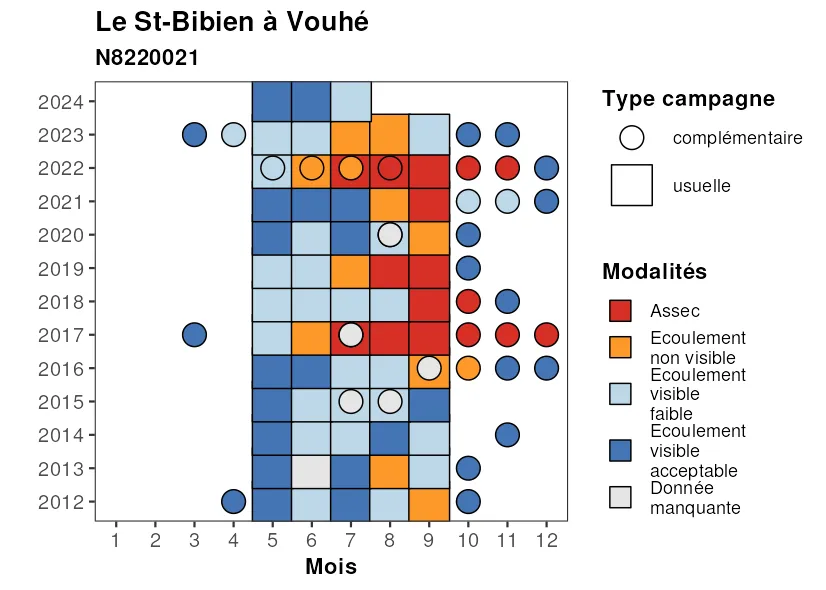 Le St-Bibien à Vouhé
N8220021
2024
2023
2022
2021
2020
2019
2018
2017
2016
2015
2014
2013
2012
1 2 3 4 5 6 7 8 9 10 11 12
Mois
Type campagne
complémentaire
usuelle
Modalités
Assec
Ecoulement
non visible
Ecoulement
visible
faible
Ecoulement
visible
acceptable
Donnée
manquante